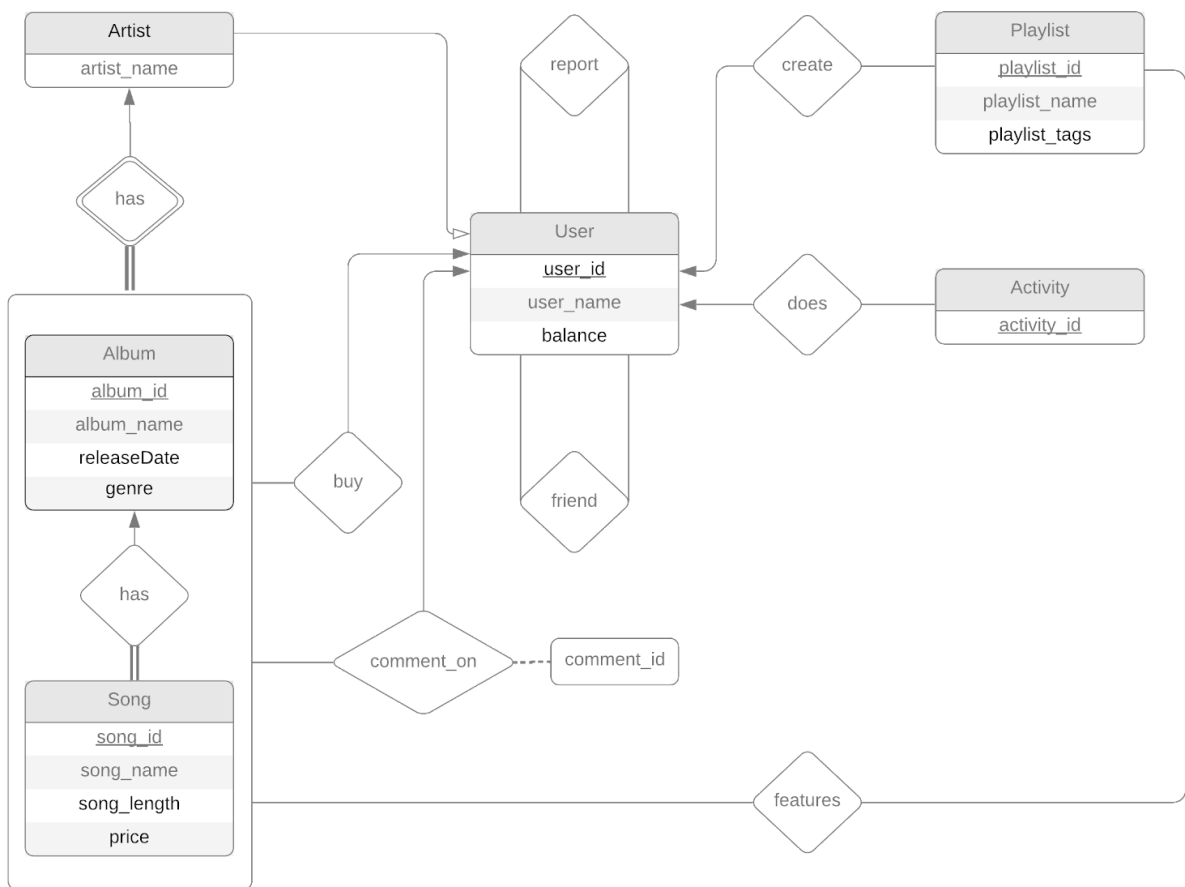 Artist
artist_name
report
create
Playlist
playlist_id
playlist_name
playlist_tags
has
User
user_id
user_name
balance
does
Activity
activity_id
Album
album_id
album_name
releaseDate
genre
buy
friend
has
comment_on
comment_id
Song
song_id
song_name
song_length
price
features